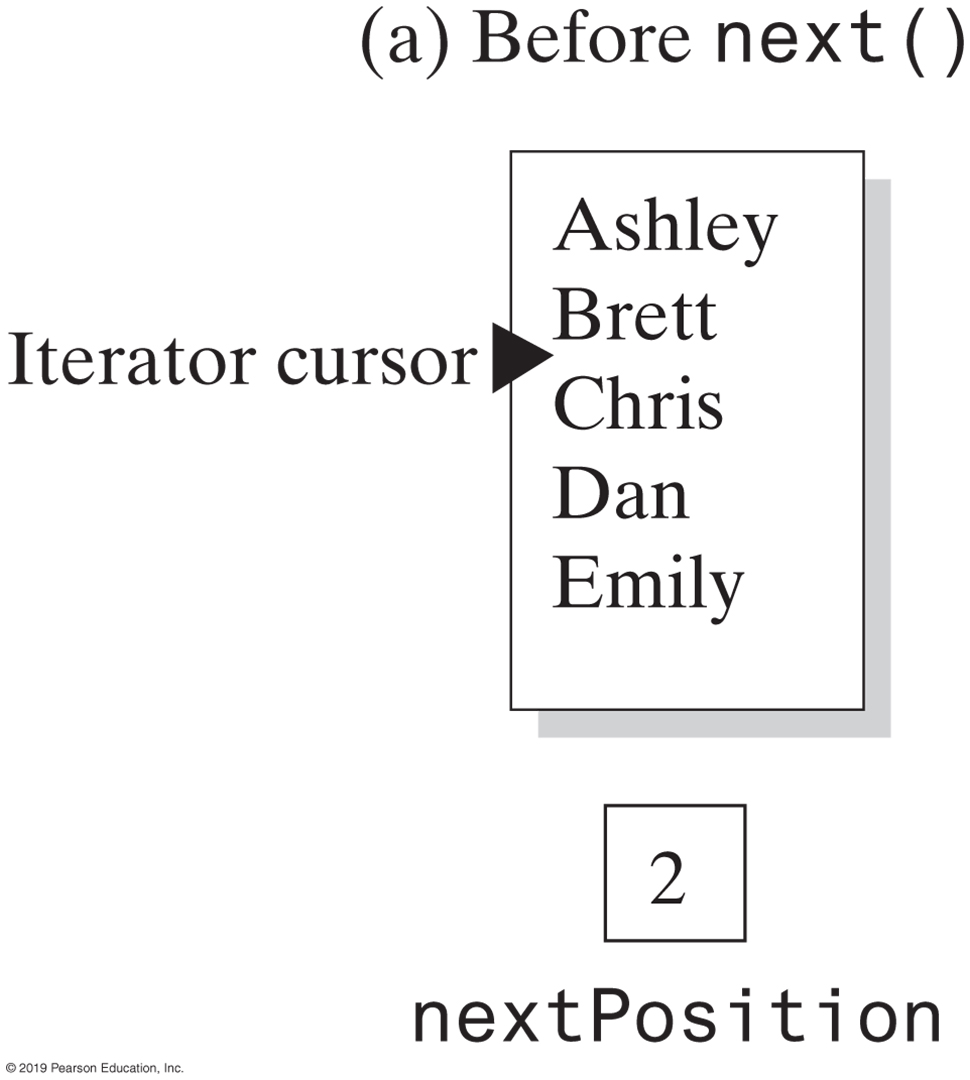 (a) Before next()
Ashley
Brett
Iterator cursor
Chris
Dan
Emily
2
nextPosition
© 2019 Pearson Education, Inc.